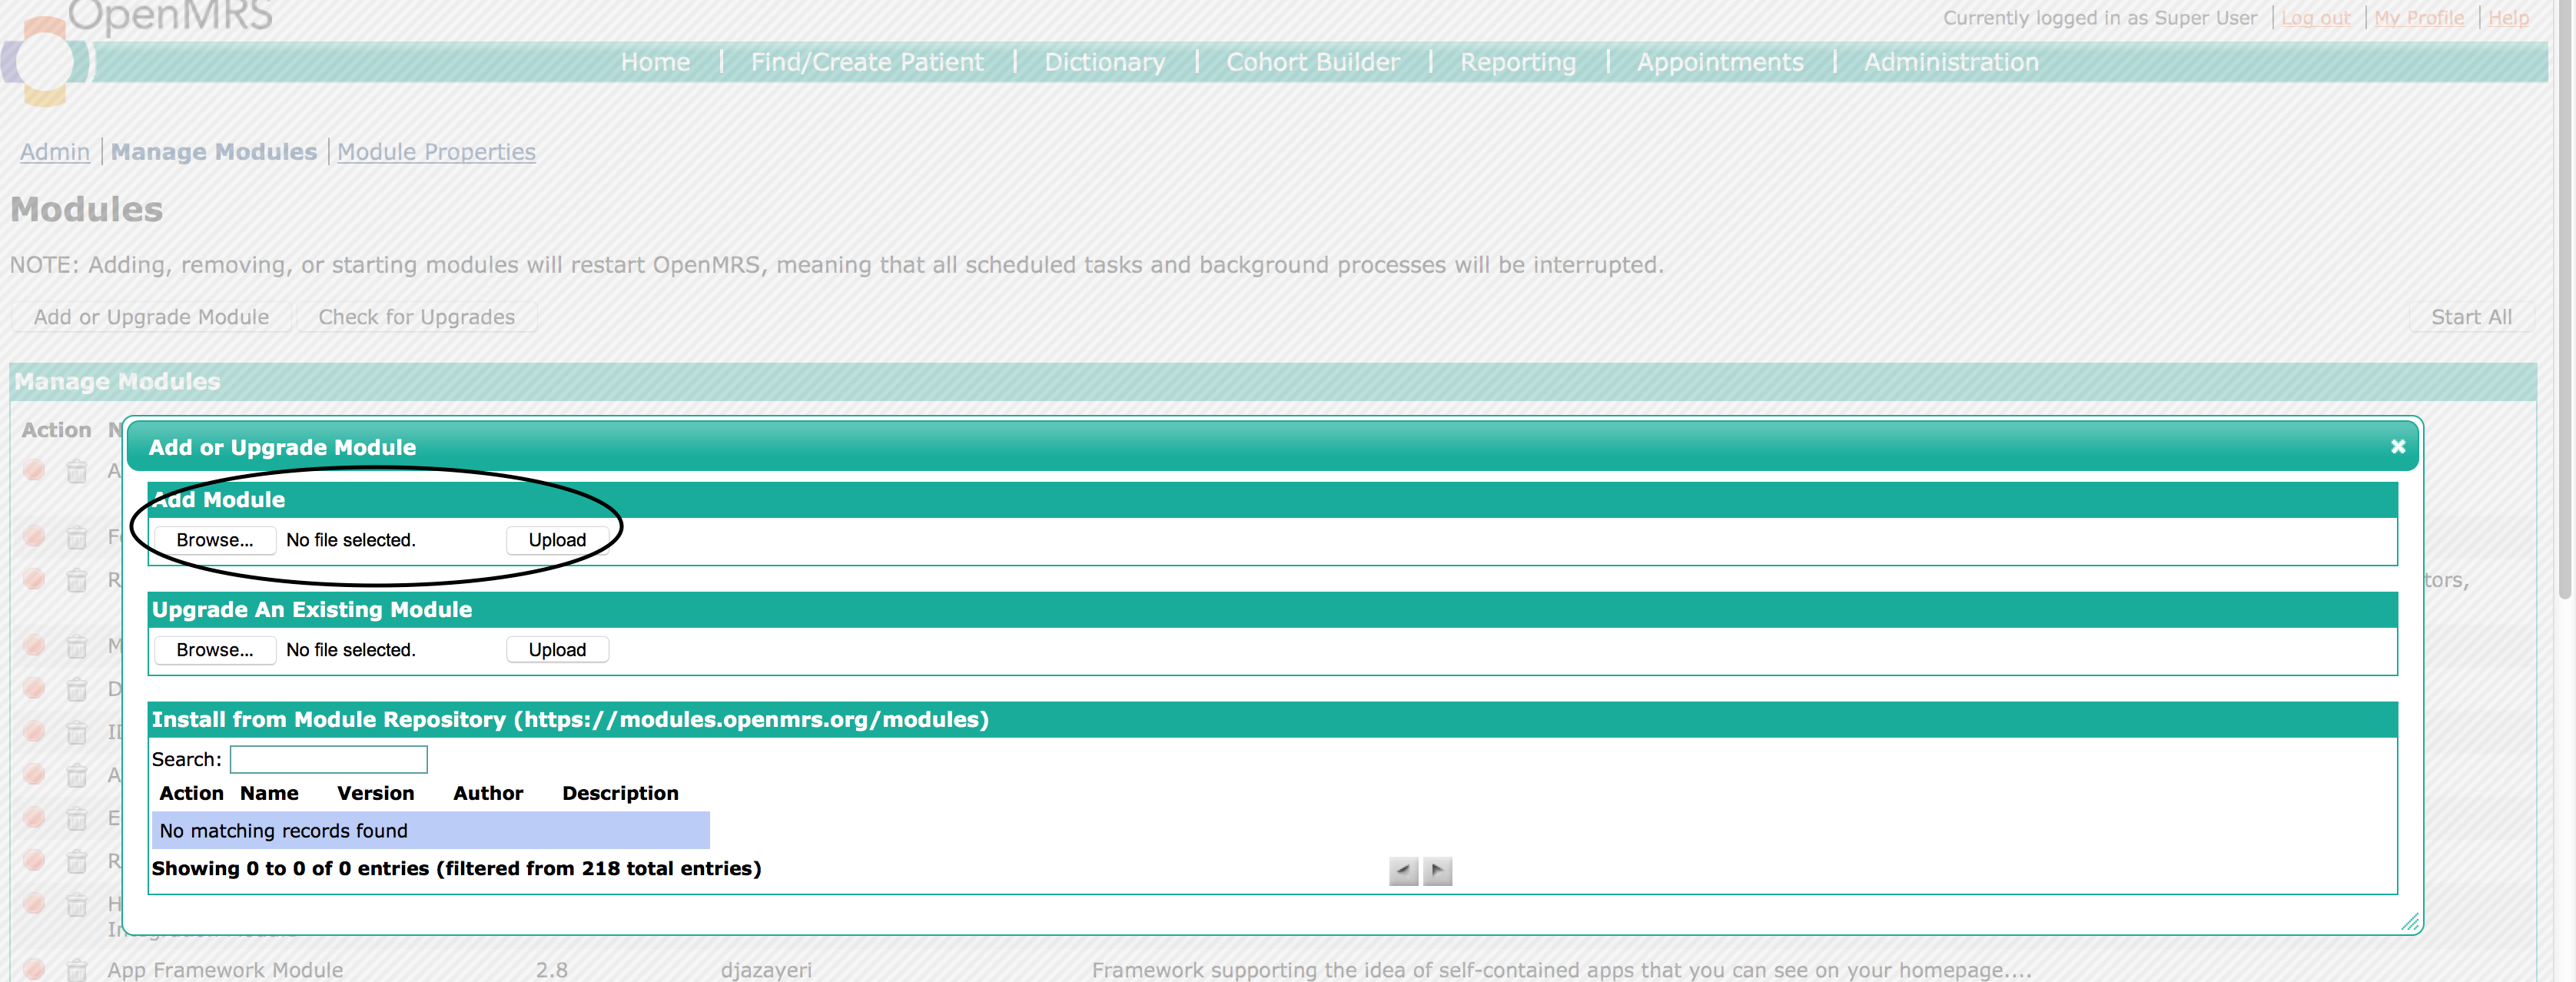 OpenMRS
Currently logged in as Super User Log out My Profile Help
Home Find/Create Patient Dictionary Cohort Builder Reporting Appointments Administration
Admin Manage Modules Module Properties
Modules
NOTE: Adding, removing, or starting modules will restart OpenMRS, meaning that all scheduled tasks and background processes will be interrupted.
Add or Upgrade Module Check for Upgrades Start All
Manage Modules
Action N
Add or Upgrade Module
A
Add Module
F
Browse... No file selected. Upload
R tors,
Upgrade An Existing Module
M
Browse... No file selected. Upload
D
Install from Module Repository (https://modules.openmrs.org/modules)
Search:
A
Action Name Version Author Description
E
No matching records found
R
Showing 0 to 0 of 0 entries (filtered from 218 total entries)
H
App Framework Module 2.8 djazayeri Framework supporting the idea of self-contained apps that you can see on your homepage....